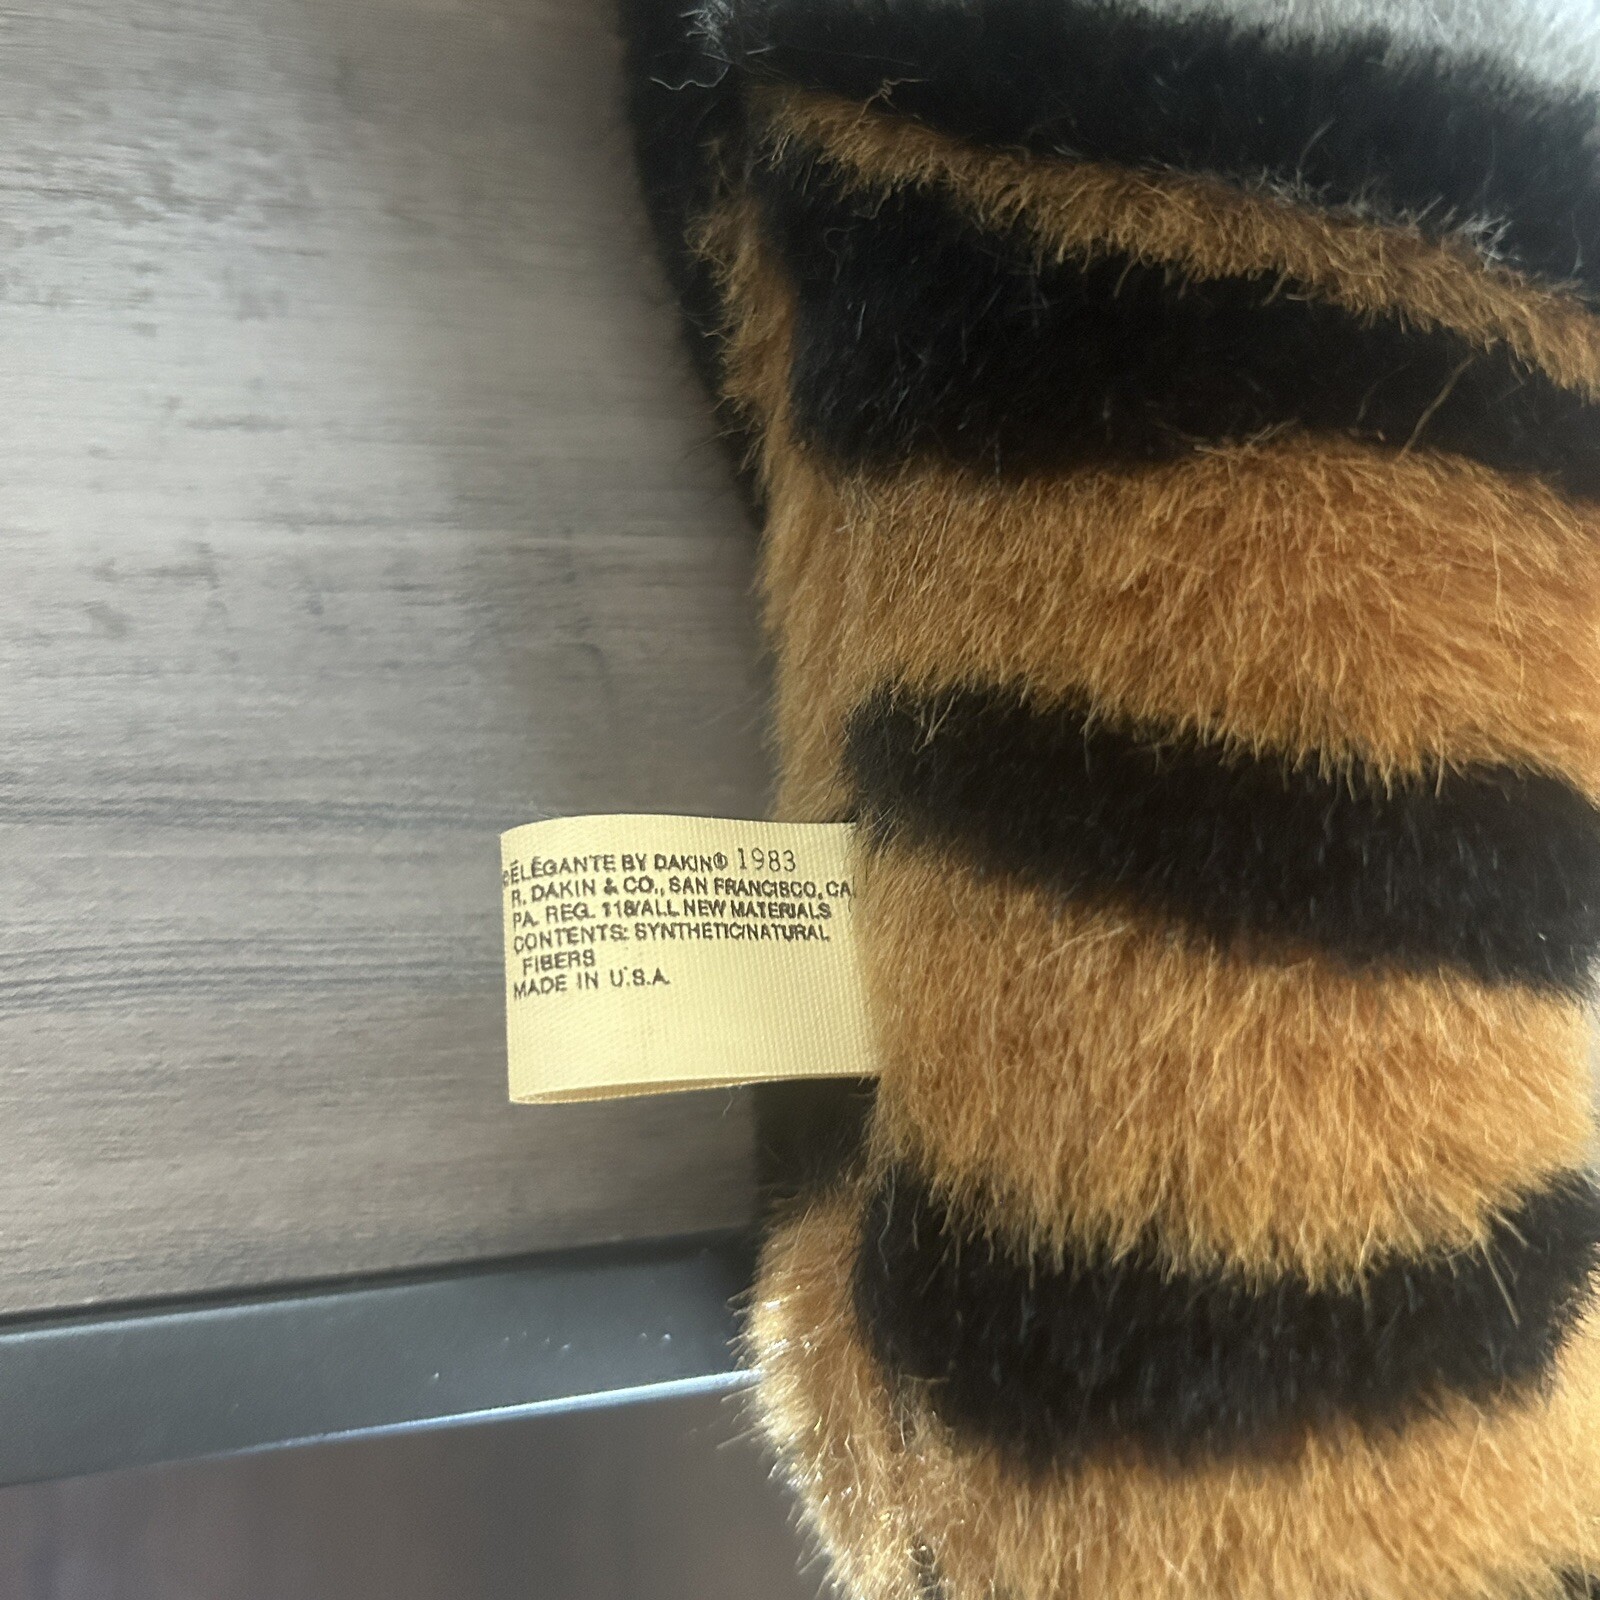 ÉLÉGANTE BY DAKIN® 1983
R. DAKIN & CO., SAN FRANCISCO, CA.
PA. REG. 118/ALL NEW MATERIALS
CONTENTS: SYNTHETIC/NATURAL
FIBERS
MADE IN U.S.A.